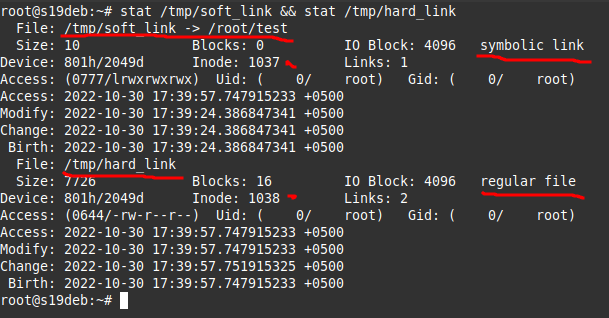 root@s19deb:~# stat /tmp/soft_link && stat /tmp/hard_link
  File: /tmp/soft_link -> /root/test
  Size: 10              Blocks: 0          IO Block: 4096   symbolic link
Device: 801h/2049d      Inode: 1037        Links: 1
Access: (0777/lrwxrwxrwx)  Uid: (    0/    root)   Gid: (    0/    root)
Access: 2022-10-30 17:39:57.747915233 +0500
Modify: 2022-10-30 17:39:24.386847341 +0500
Change: 2022-10-30 17:39:24.386847341 +0500
 Birth: 2022-10-30 17:39:24.386847341 +0500
  File: /tmp/hard_link
  Size: 7726            Blocks: 16         IO Block: 4096   regular file
Device: 801h/2049d      Inode: 1038        Links: 2
Access: (0644/-rw-r--r--)  Uid: (    0/    root)   Gid: (    0/    root)
Access: 2022-10-30 17:39:57.747915233 +0500
Modify: 2022-10-30 17:39:57.747915233 +0500
Change: 2022-10-30 17:39:57.751915325 +0500
 Birth: 2022-10-30 17:39:57.747915233 +0500
root@s19deb:~#